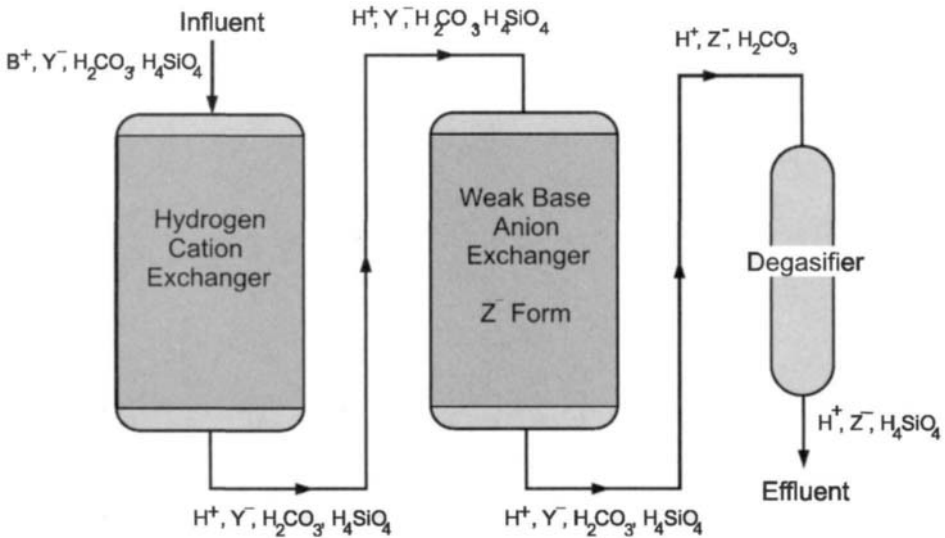 Influent
B⁺, Y⁻, H₂CO₃, H₄SiO₄
H⁺, Y⁻, H₂CO₃, H₄SiO₄
H⁺, Z⁻, H₂CO₃
Hydrogen
Cation
Exchanger
Weak Base
Anion
Exchanger
Z⁻ Form
Degasifier
H⁺, Z⁻, H₄SiO₄
Effluent
H⁺, Y⁻, H₂CO₃, H₄SiO₄
H⁺, Y⁻, H₂CO₃, H₄SiO₄